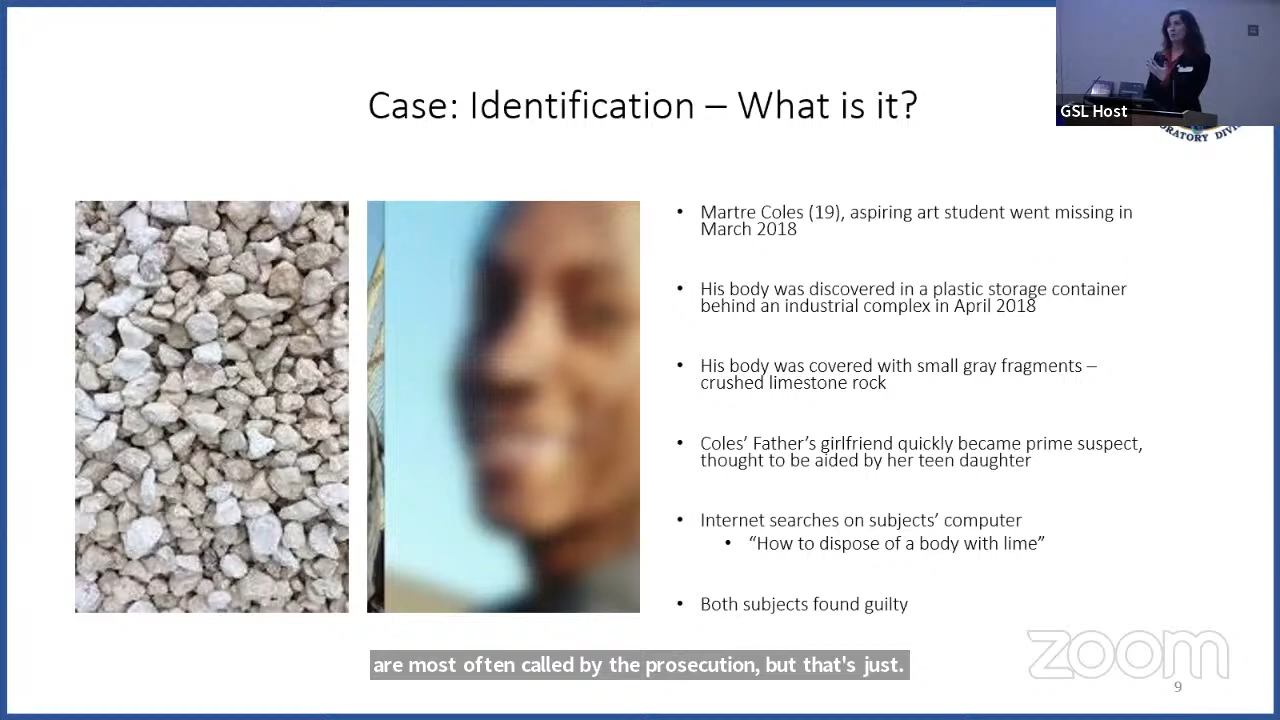 Case: Identification – What is it?
GSL Host
ORATORY DIVI
• Martre Coles (19), aspiring art student went missing in
March 2018
• His body was discovered in a plastic storage container
behind an industrial complex in April 2018
• His body was covered with small gray fragments –
crushed limestone rock
• Coles’ Father’s girlfriend quickly became prime suspect,
thought to be aided by her teen daughter
• Internet searches on subjects’ computer
• “How to dispose of a body with lime”
• Both subjects found guilty
are most often called by the prosecution, but that's just.
zoom
9